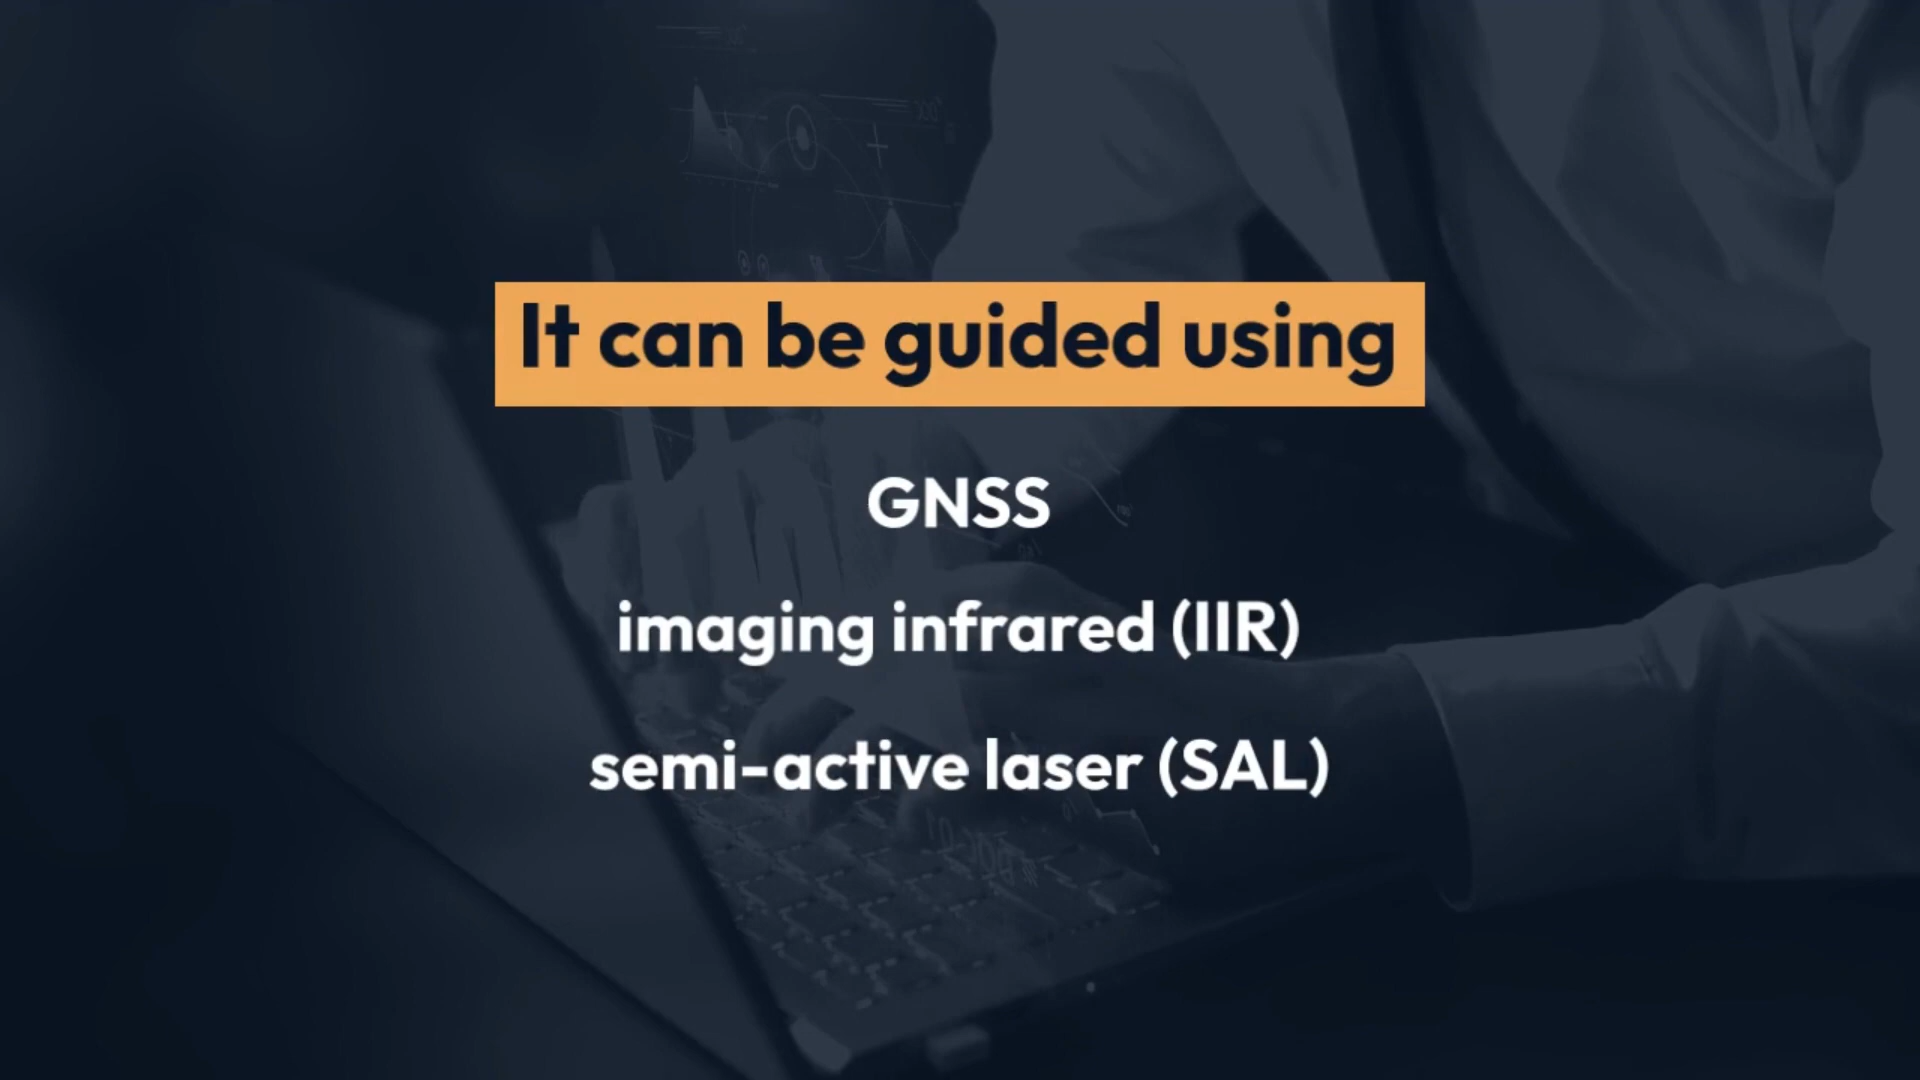 It can be guided using
GNSS
imaging infrared (IIR)
semi-active laser (SAL)